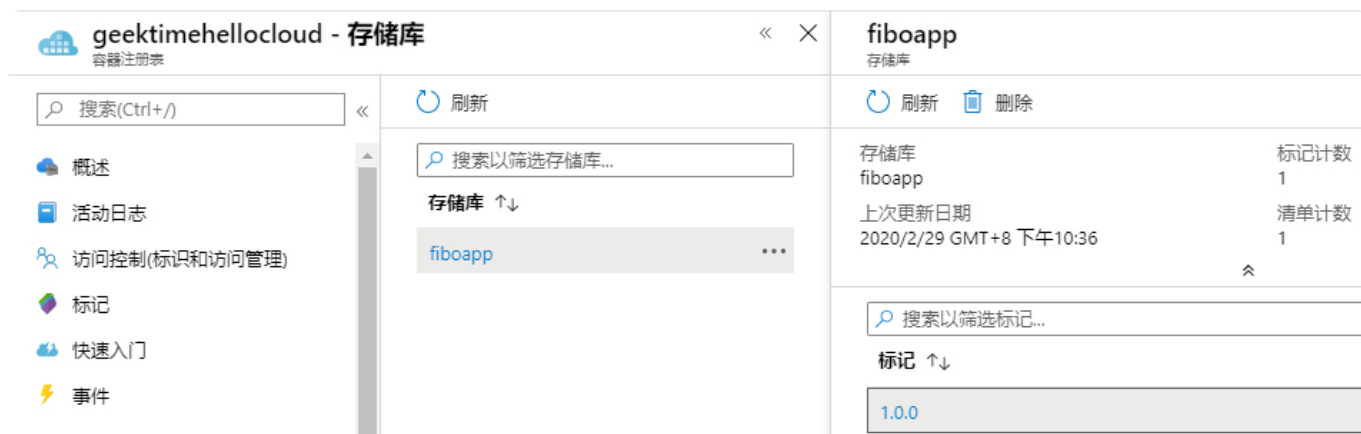 geektimehellocloud - 存储库
容器注册表
搜索(Ctrl+/)
概述
活动日志
访问控制(标识和访问管理)
标记
快速入门
事件
刷新
搜索以筛选存储库...
存储库
fiboapp
fiboapp
存储库
刷新 删除
存储库 标记计数
fiboapp 1
上次更新日期 清单计数
2020/2/29 GMT+8 下午10:36 1
搜索以筛选标记...
标记
1.0.0